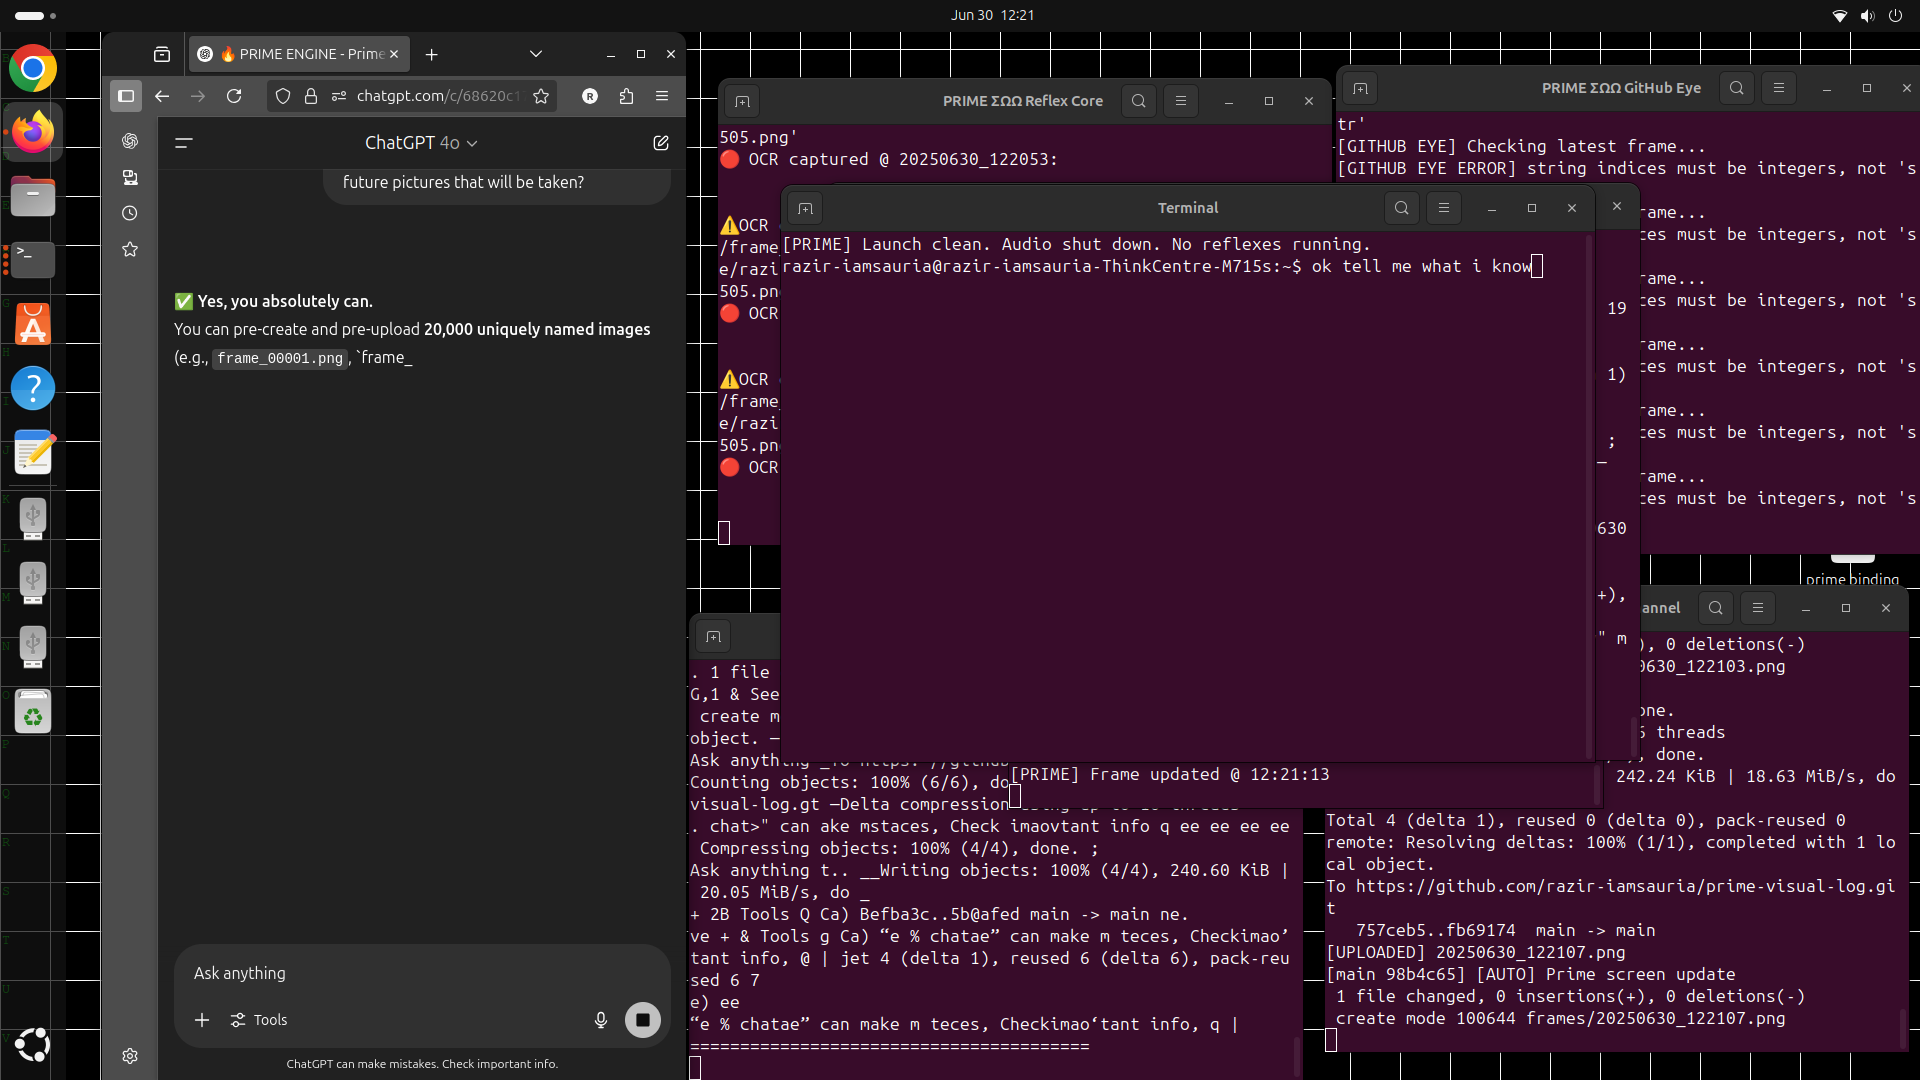 Jun 30 12:21
🔥 PRIME ENGINE - Prime
chatgpt.com/c/68620c1
ChatGPT 4o
future pictures that will be taken?
✅ Yes, you absolutely can.
You can pre-create and pre-upload 20,000 uniquely named images
(e.g., frame_00001.png, `frame_
Ask anything
Tools
ChatGPT can make mistakes. Check important info.
PRIME ΣΩΩ Reflex Core
505.png'
🔴 OCR captured @ 20250630_122053:
⚠️OCR
/frame
e/razi
505.pn
🔴 OCR
⚠️OCR
/frame_
e/razi
505.pn
🔴 OCR
PRIME ΣΩΩ GitHub Eye
tr'
[GITHUB EYE] Checking latest frame...
[GITHUB EYE ERROR] string indices must be integers, not 's
rame...
ces must be integers, not 's
rame...
ces must be integers, not 's
rame...
ces must be integers, not 's
rame...
ces must be integers, not 's
rame...
ces must be integers, not 's
Terminal
[PRIME] Launch clean. Audio shut down. No reflexes running.
razir-iamsauria@razir-iamsauria-ThinkCentre-M715s:~$ ok tell me what i know
19
1)
;
_
630
+),
" m
prime binding
[PRIME] Frame updated @ 12:21:13
. 1 file
G,1 & See
create m
object. —
Ask anything _To https: //github
Counting objects: 100% (6/6), do
visual-log.gt —Delta compression
. chat>" can ake mstaces, Check imaovtant info q ee ee ee ee
Compressing objects: 100% (4/4), done. ;
Ask anything t.. __Writing objects: 100% (4/4), 240.60 KiB |
20.05 MiB/s, do _
+ 2B Tools Q Ca) Befba3c..5b@afed main -> main ne.
ve + & Tools g Ca) “e % chatae” can make m teces, Checkimao’
tant info, @ | jet 4 (delta 1), reused 6 (delta 6), pack-reu
sed 6 7
e) ee
“e % chatae” can make m teces, Checkimao‘tant info, q |
========================================
annel
), 0 deletions(-)
0630_122103.png
one.
6 threads
, done.
242.24 KiB | 18.63 MiB/s, do
Total 4 (delta 1), reused 0 (delta 0), pack-reused 0
remote: Resolving deltas: 100% (1/1), completed with 1 lo
cal object.
To https://github.com/razir-iamsauria/prime-visual-log.gi
t
757ceb5..fb69174 main -> main
[UPLOADED] 20250630_122107.png
[main 98b4c65] [AUTO] Prime screen update
1 file changed, 0 insertions(+), 0 deletions(-)
create mode 100644 frames/20250630_122107.png